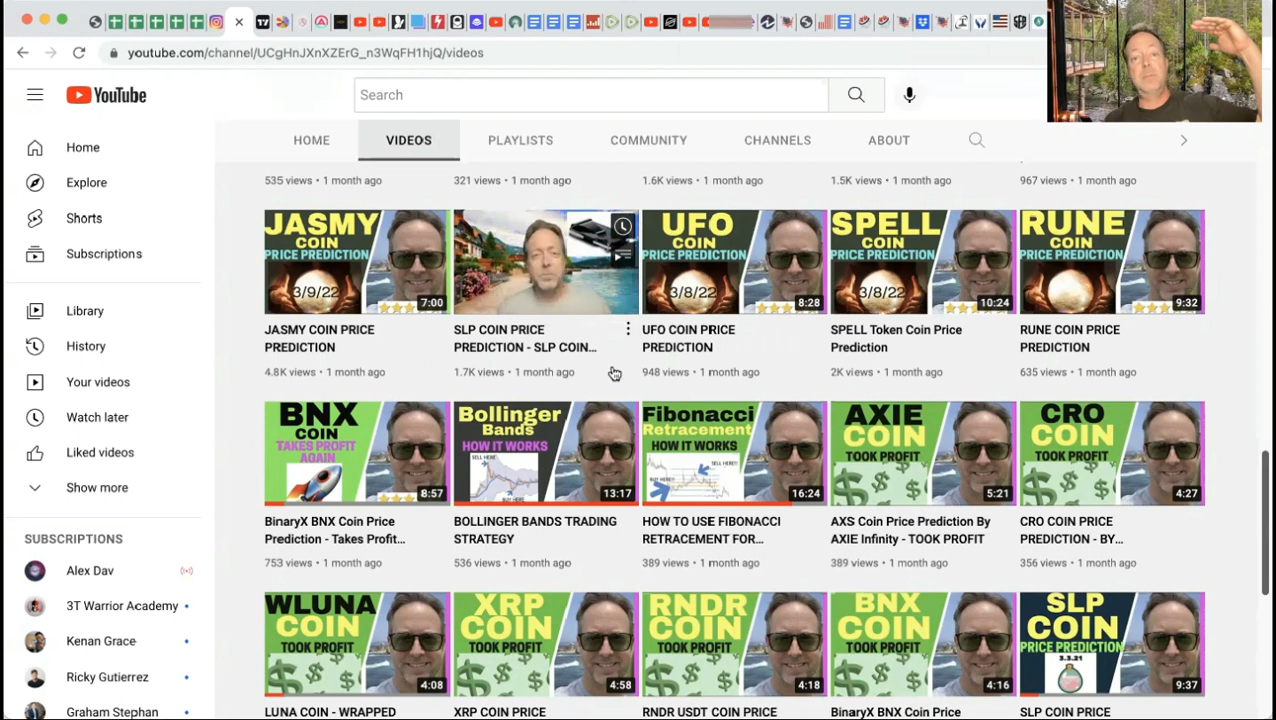 youtube.com/channel/UCgHnJXnXZErG_n3WqFH1hjQ/videos
YouTube
Search
HOME VIDEOS PLAYLISTS COMMUNITY CHANNELS ABOUT
Home
Explore
Shorts
Subscriptions
Library
History
Your videos
Watch later
Liked videos
Show more
SUBSCRIPTIONS
Alex Dav
3T Warrior Academy
Kenan Grace
Ricky Gutierrez
Graham Stephan
535 views • 1 month ago
321 views • 1 month ago
1.6K views • 1 month ago
1.5K views • 1 month ago
967 views • 1 month ago
JASMY
COIN
PRICE PREDICTION
3/9/22
7:00
JASMY COIN PRICE
PREDICTION
4.8K views • 1 month ago
SLP COIN PRICE
PREDICTION - SLP COIN...
1.7K views • 1 month ago
UFO
COIN
PRICE PREDICTION
3/8/22
8:28
UFO COIN PRICE
PREDICTION
948 views • 1 month ago
SPELL
COIN
PRICE PREDICTION
3/8/22
10:24
SPELL Token Coin Price
Prediction
2K views • 1 month ago
RUNE
COIN
PRICE PREDICTION
9:32
RUNE COIN PRICE
PREDICTION
635 views • 1 month ago
BNX
COIN
TAKES PROFIT
AGAIN
8:57
BinaryX BNX Coin Price
Prediction - Takes Profit...
753 views • 1 month ago
Bollinger
Bands
HOW IT WORKS
SELL HERE
13:17
BOLLINGER BANDS TRADING
STRATEGY
536 views • 1 month ago
Fibonacci
Retracement
HOW IT WORKS
16:24
HOW TO USE FIBONACCI
RETRACEMENT FOR...
389 views • 1 month ago
AXIE
COIN
TOOK PROFIT
5:21
AXS Coin Price Prediction By
AXIE Infinity - TOOK PROFIT
389 views • 1 month ago
CRO
COIN
TOOK PROFIT
4:27
CRO COIN PRICE
PREDICTION - BY...
356 views • 1 month ago
WLUNA
COIN
TOOK PROFIT
4:08
LUNA COIN - WRAPPED
XRP
COIN
TOOK PROFIT
4:58
XRP COIN PRICE
RNDR
COIN
TOOK PROFIT
4:18
RNDR USDT COIN PRICE
BNX
COIN
TOOK PROFIT
4:16
BinaryX BNX Coin Price
SLP
COIN
PRICE PREDICTION
3.3.21
9:37
SLP COIN PRICE